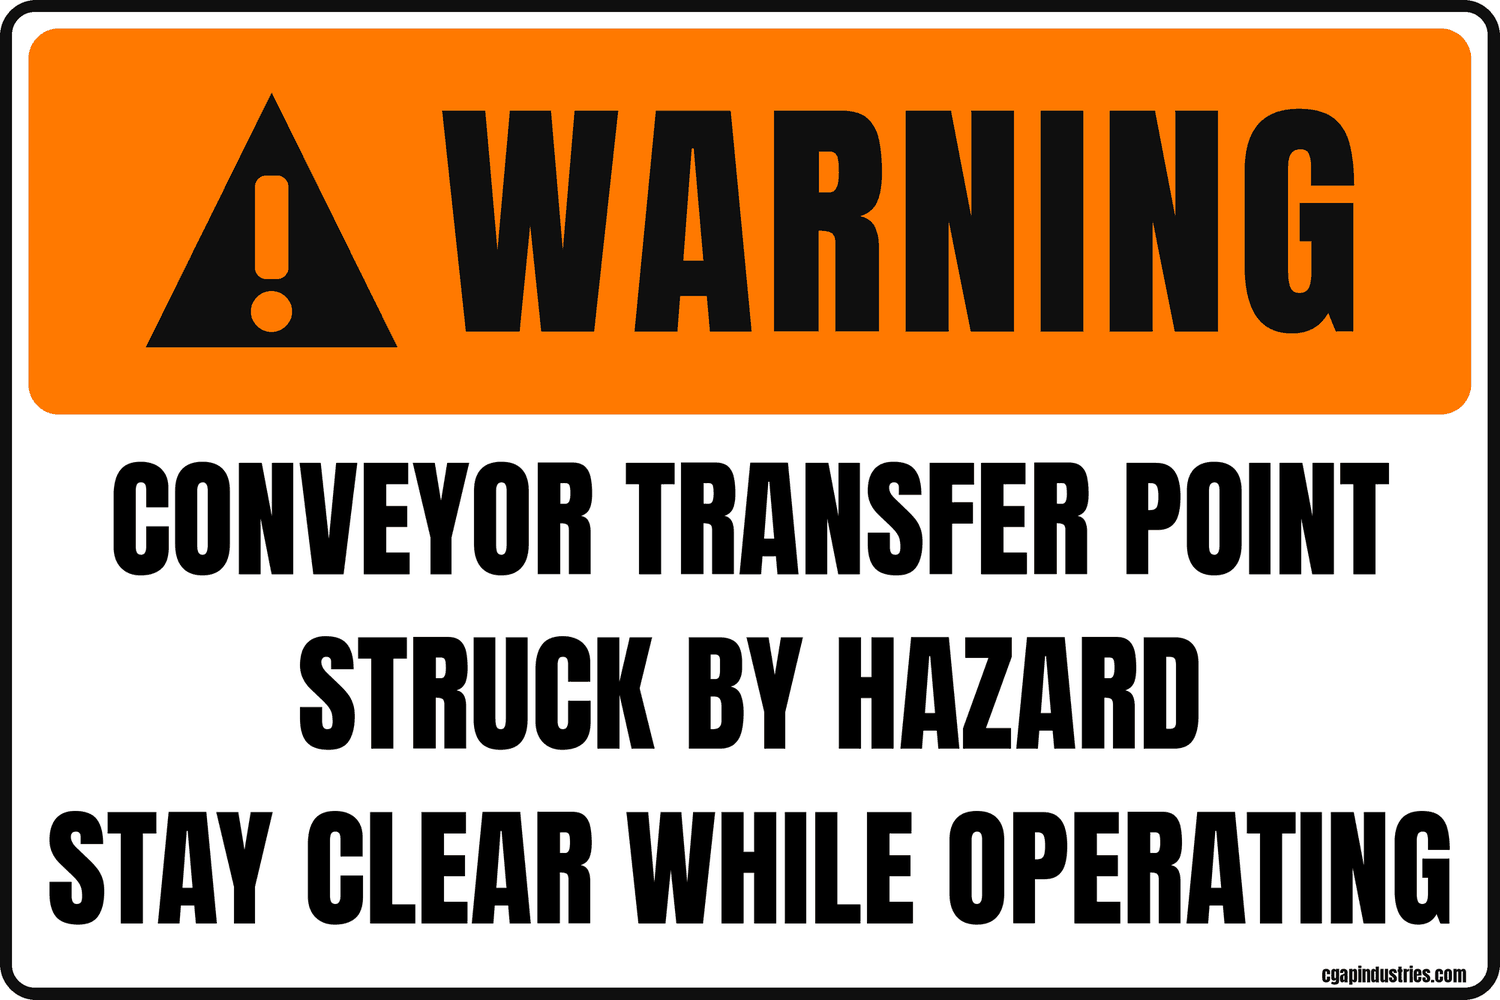 WARNING
CONVEYOR TRANSFER POINT
STRUCK BY HAZARD
STAY CLEAR WHILE OPERATING
cgapindustries.com